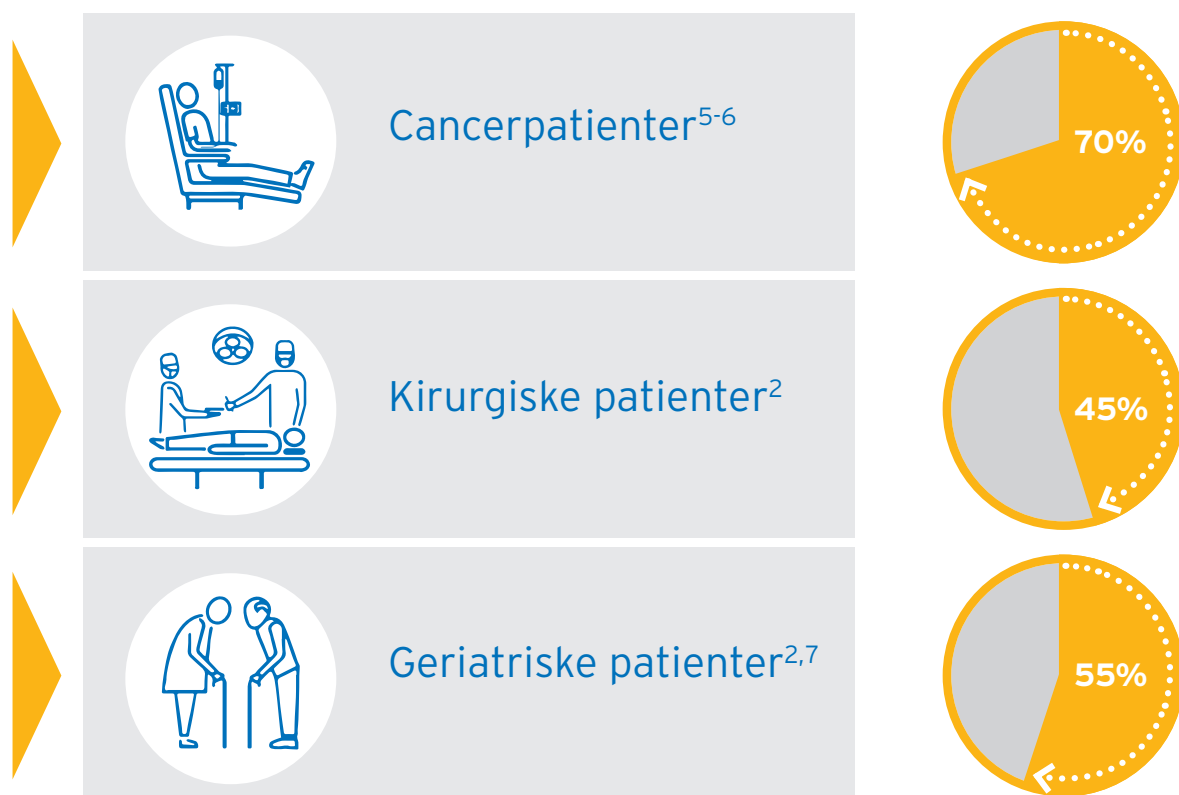 Cancerpatienter⁵⁻⁶
70%
Kirurgiske patienter²
45%
Geriatriske patienter²,⁷
55%